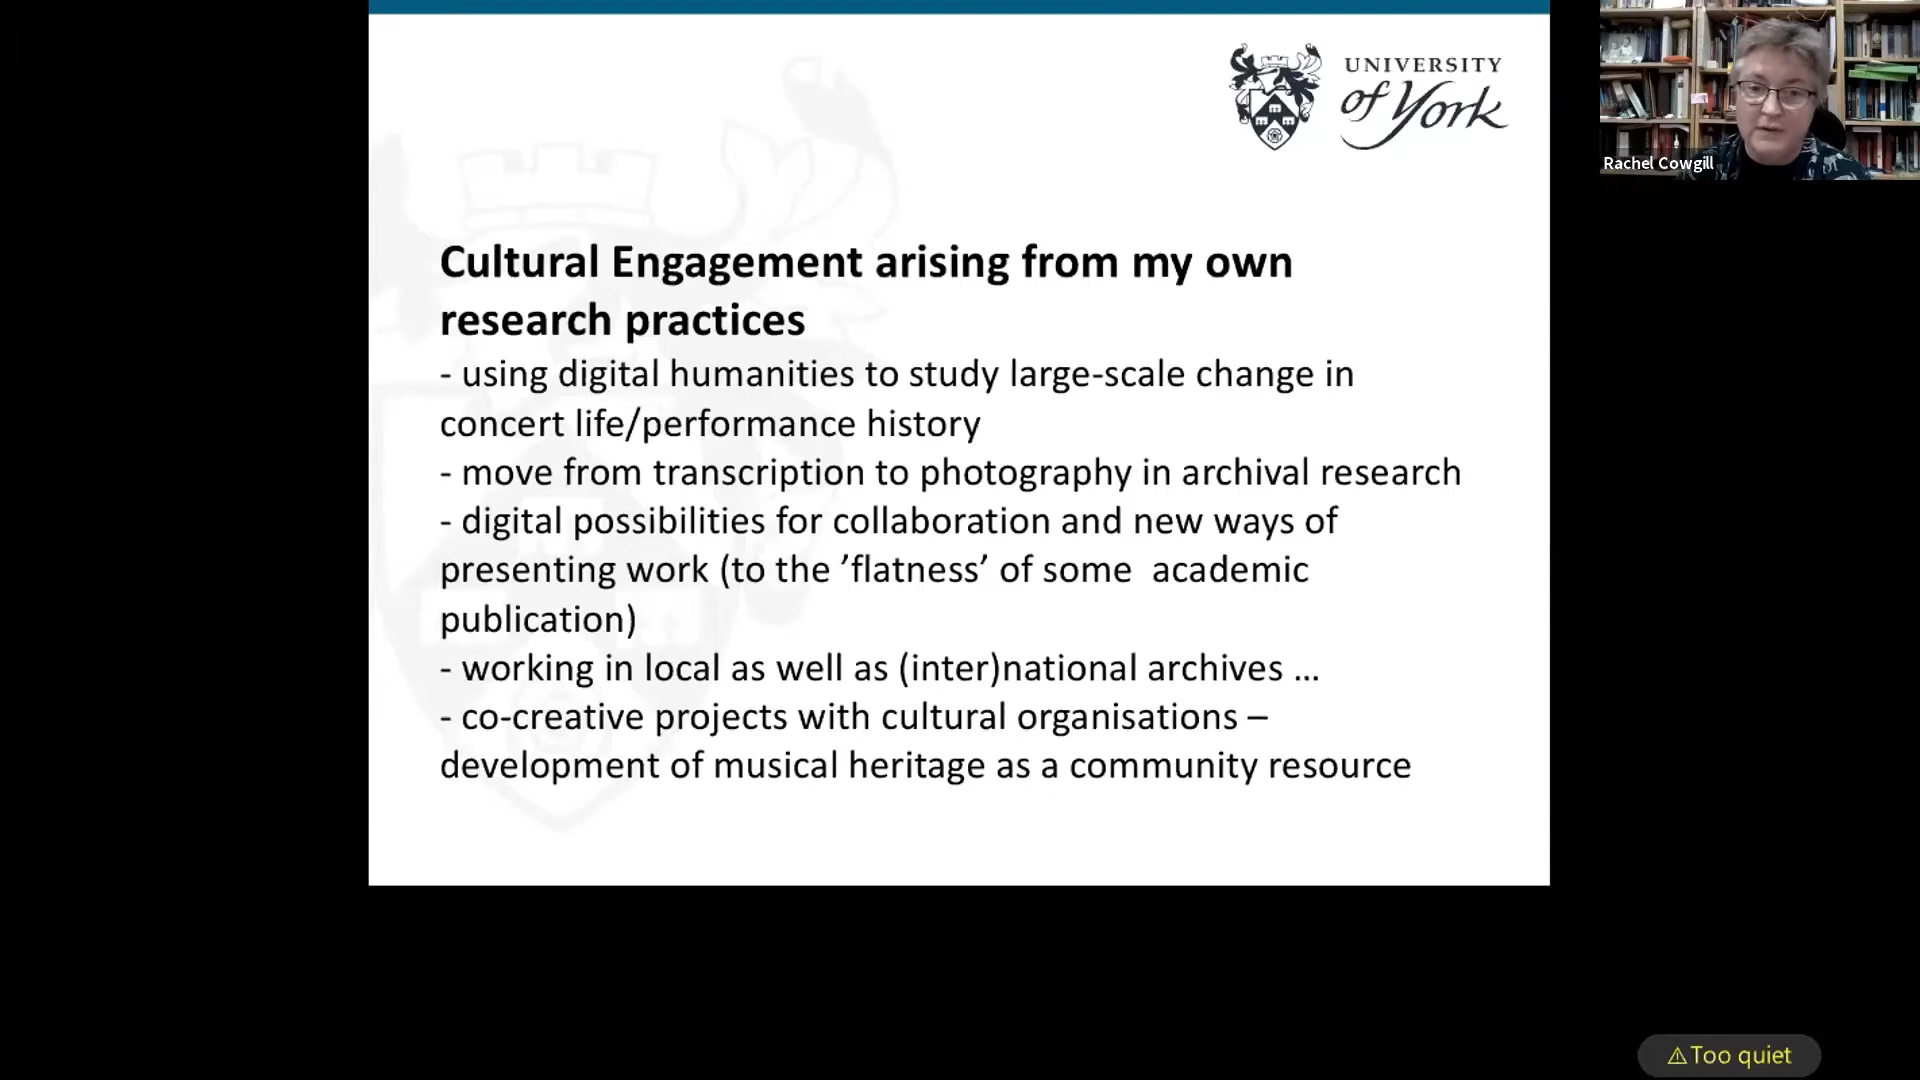 UNIVERSITY
of York
Rachel Cowgill
Cultural Engagement arising from my own
research practices
- using digital humanities to study large-scale change in
concert life/performance history
- move from transcription to photography in archival research
- digital possibilities for collaboration and new ways of
presenting work (to the ’flatness’ of some  academic
publication)
- working in local as well as (inter)national archives ...
- co-creative projects with cultural organisations –
development of musical heritage as a community resource
⚠Too quiet